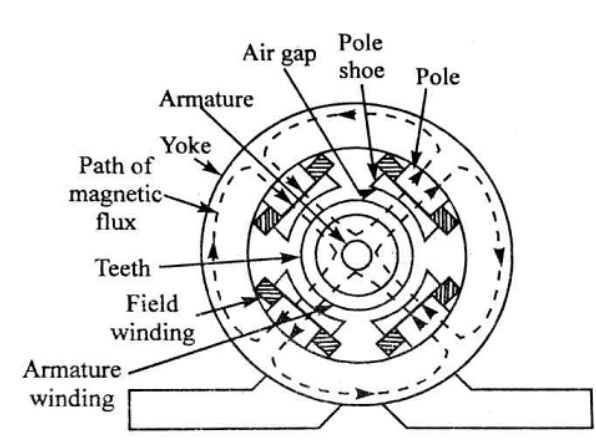 Air gap
Pole
shoe
Pole
Armature
Yoke
Path of
magnetic
flux
Teeth
Field
winding
Armature
winding